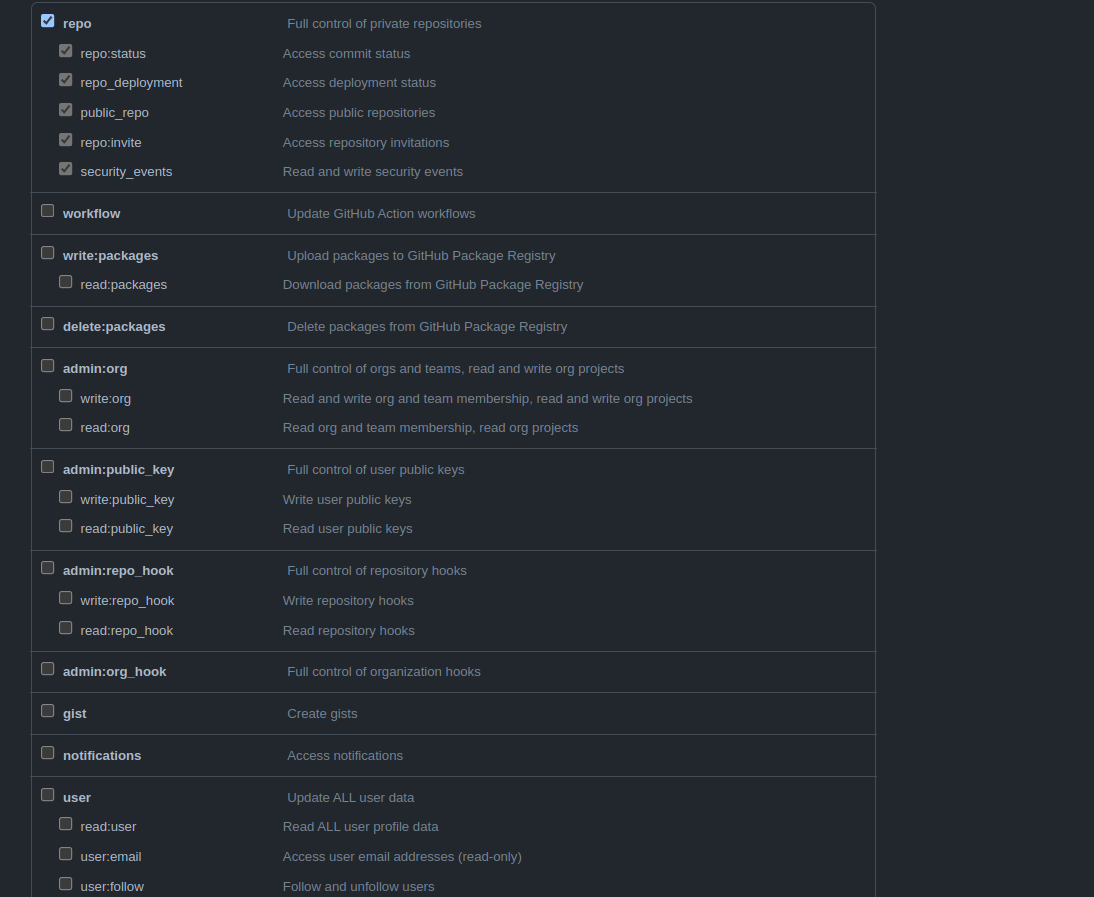 repo Full control of private repositories
repo:status Access commit status
repo_deployment Access deployment status
public_repo Access public repositories
repo:invite Access repository invitations
security_events Read and write security events
workflow Update GitHub Action workflows
write:packages Upload packages to GitHub Package Registry
read:packages Download packages from GitHub Package Registry
delete:packages Delete packages from GitHub Package Registry
admin:org Full control of orgs and teams, read and write org projects
write:org Read and write org and team membership, read and write org projects
read:org Read org and team membership, read org projects
admin:public_key Full control of user public keys
write:public_key Write user public keys
read:public_key Read user public keys
admin:repo_hook Full control of repository hooks
write:repo_hook Write repository hooks
read:repo_hook Read repository hooks
admin:org_hook Full control of organization hooks
gist Create gists
notifications Access notifications
user Update ALL user data
read:user Read ALL user profile data
user:email Access user email addresses (read-only)
user:follow Follow and unfollow users